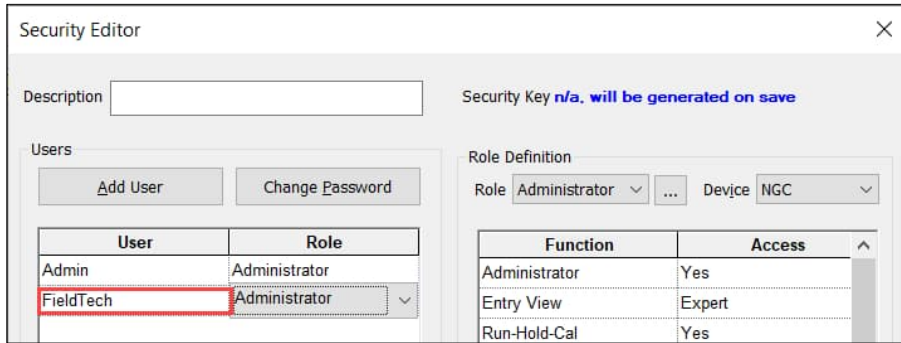 Security Editor
Description
Security Key n/a, will be generated on save
Users
Add User
Change Password
User Role
Admin Administrator
FieldTech Administrator
Role Definition
Role Administrator ... Device NGC
Function Access
Administrator Yes
Entry View Expert
Run-Hold-Cal Yes